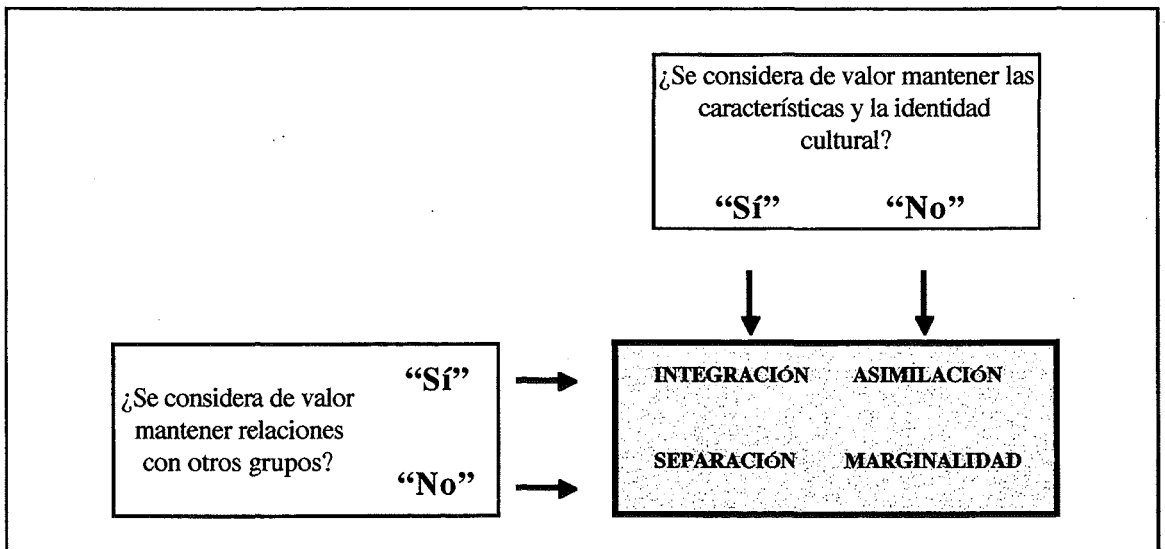 ¿Se considera de valor mantener las
características y la identidad
cultural?
“Sí” “No”
¿Se considera de valor
mantener relaciones
con otros grupos?
“Sí”
“No”
INTEGRACIÓN ASIMILACIÓN
SEPARACIÓN MARGINALIDAD